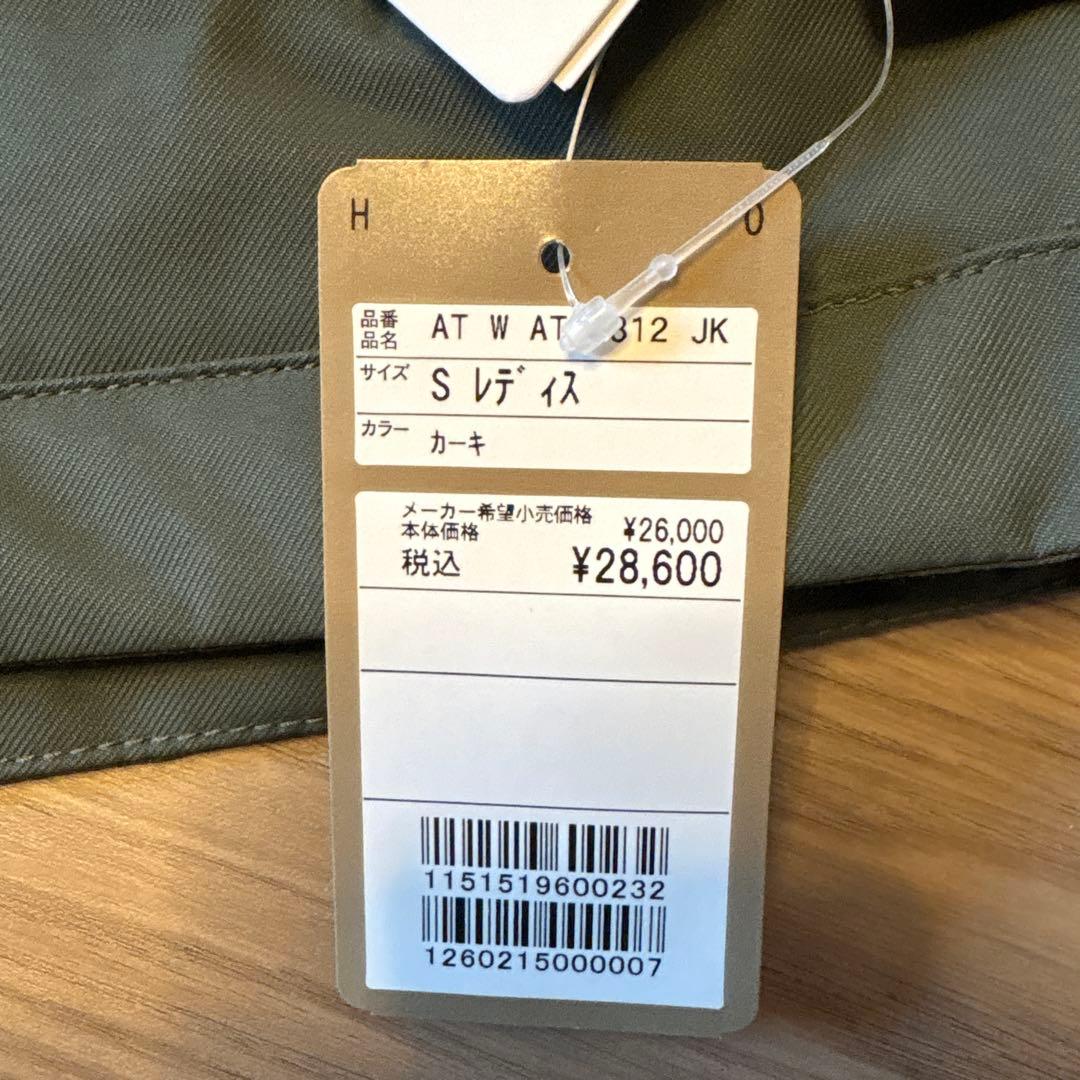 H O
品番
品名 AT W AT 312 JK
サイズ S レディス
カラー カーキ
メーカー希望小売価格
本体価格 ¥26,000
税込 ¥28,600
1151519600232
1260215000007